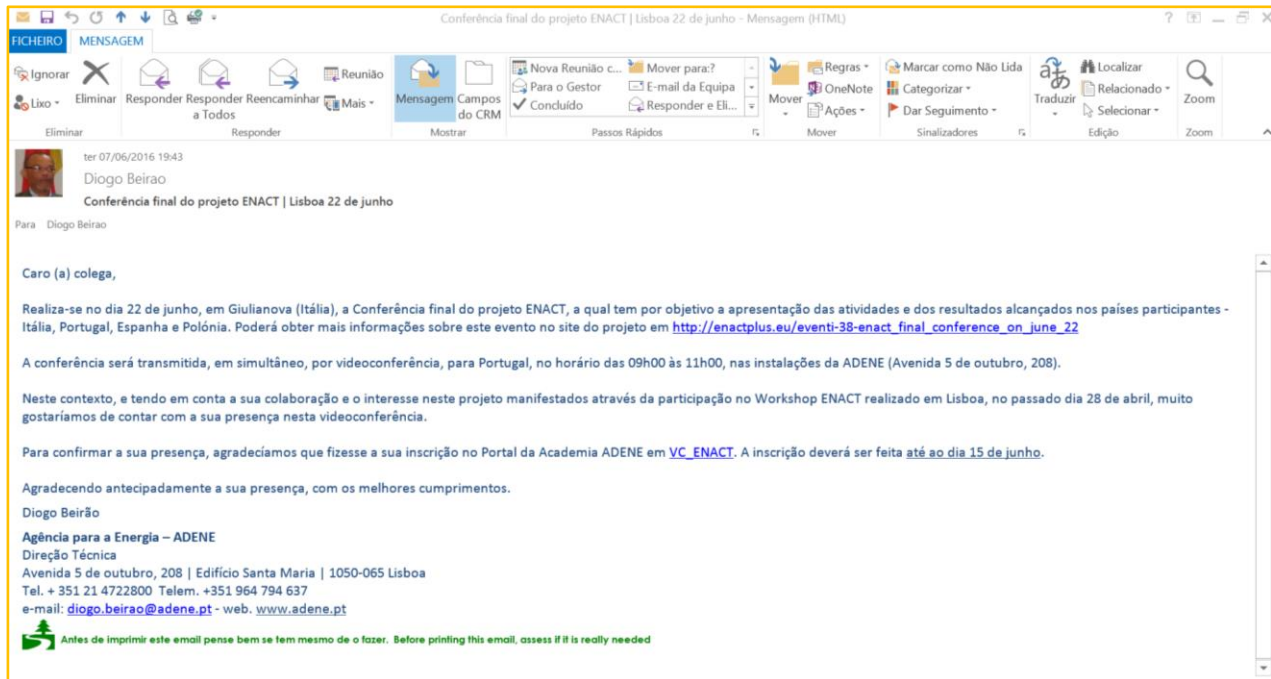 Conferência final do projeto ENACT | Lisboa 22 de junho - Mensagem (HTML)
FICHEIRO MENSAGEM
Ignorar
Lixo
Eliminar
Responder
Responder a Todos
Reencaminhar
Reunião
Mais
Mensagem
Campos do CRM
Nova Reunião c...
Para o Gestor
Concluído
Mover para:?
E-mail da Equipa
Responder e Eli...
Mover
Regras
OneNote
Ações
Marcar como Não Lida
Categorizar
Dar Seguimento
Traduzir
Localizar
Relacionado
Selecionar
Zoom
Eliminar Responder Mostrar Passos Rápidos Mover Sinalizadores Edição Zoom
ter 07/06/2016 19:43
Diogo Beirao
Conferência final do projeto ENACT | Lisboa 22 de junho
Para Diogo Beirao
Caro (a) colega,
Realiza-se no dia 22 de junho, em Giulianova (Itália), a Conferência final do projeto ENACT, a qual tem por objetivo a apresentação das atividades e dos resultados alcançados nos países participantes -
Itália, Portugal, Espanha e Polónia. Poderá obter mais informações sobre este evento no site do projeto em http://enactplus.eu/eventi-38-enact_final_conference_on_june_22
A conferência será transmitida, em simultâneo, por videoconferência, para Portugal, no horário das 09h00 às 11h00, nas instalações da ADENE (Avenida 5 de outubro, 208).
Neste contexto, e tendo em conta a sua colaboração e o interesse neste projeto manifestados através da participação no Workshop ENACT realizado em Lisboa, no passado dia 28 de abril, muito
gostaríamos de contar com a sua presença nesta videoconferência.
Para confirmar a sua presença, agradecíamos que fizesse a sua inscrição no Portal da Academia ADENE em VC_ENACT. A inscrição deverá ser feita até ao dia 15 de junho.
Agradecendo antecipadamente a sua presença, com os melhores cumprimentos.
Diogo Beirão
Agência para a Energia – ADENE
Direção Técnica
Avenida 5 de outubro, 208 | Edifício Santa Maria | 1050-065 Lisboa
Tel. + 351 21 4722800 Telem. +351 964 794 637
e-mail: diogo.beirao@adene.pt - web. www.adene.pt
Antes de imprimir este email pense bem se tem mesmo de o fazer. Before printing this email, assess if it is really needed